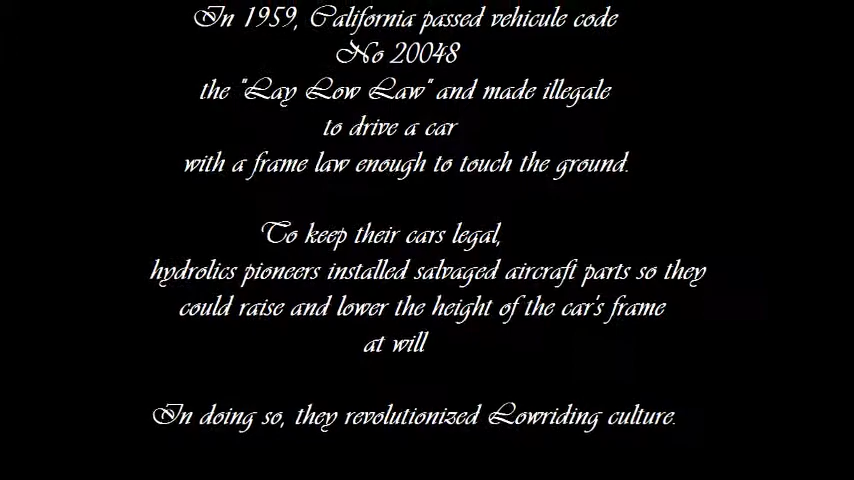 In 1959, California passed vehicule code
No 20048
the "Lay Low Law" and made illegale
to drive a car
with a frame law enough to touch the ground.
To keep their cars legal,
hydrolics pioneers installed salvaged aircraft parts so they
could raise and lower the height of the car's frame
at will
In doing so, they revolutionized Lowriding culture.